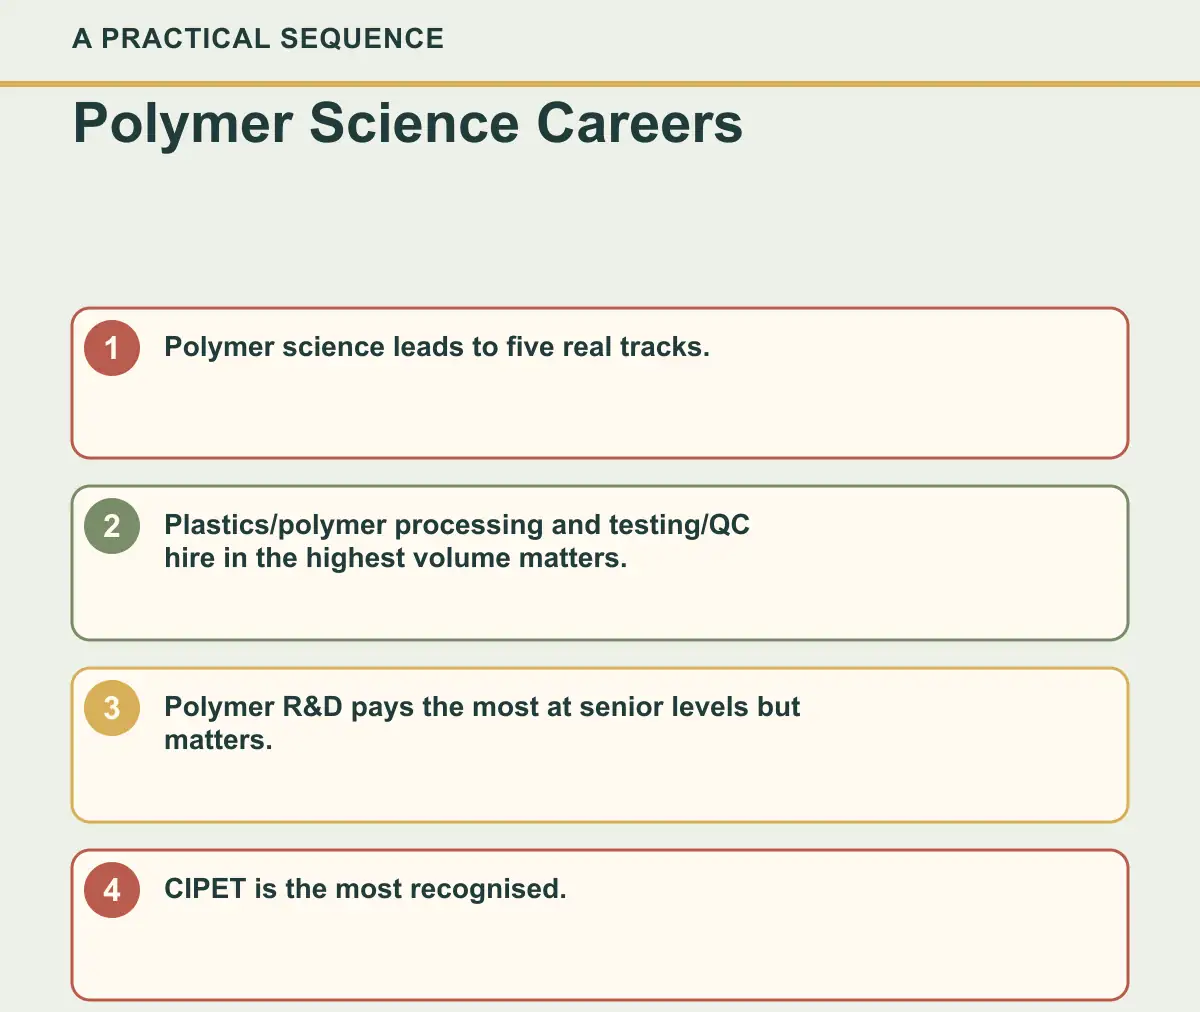 A PRACTICAL SEQUENCE
Polymer Science Careers
1
Polymer science leads to five real tracks.
2
Plastics/polymer processing and testing/QC
hire in the highest volume matters.
3
Polymer R&D pays the most at senior levels but
matters.
4
CIPET is the most recognised.